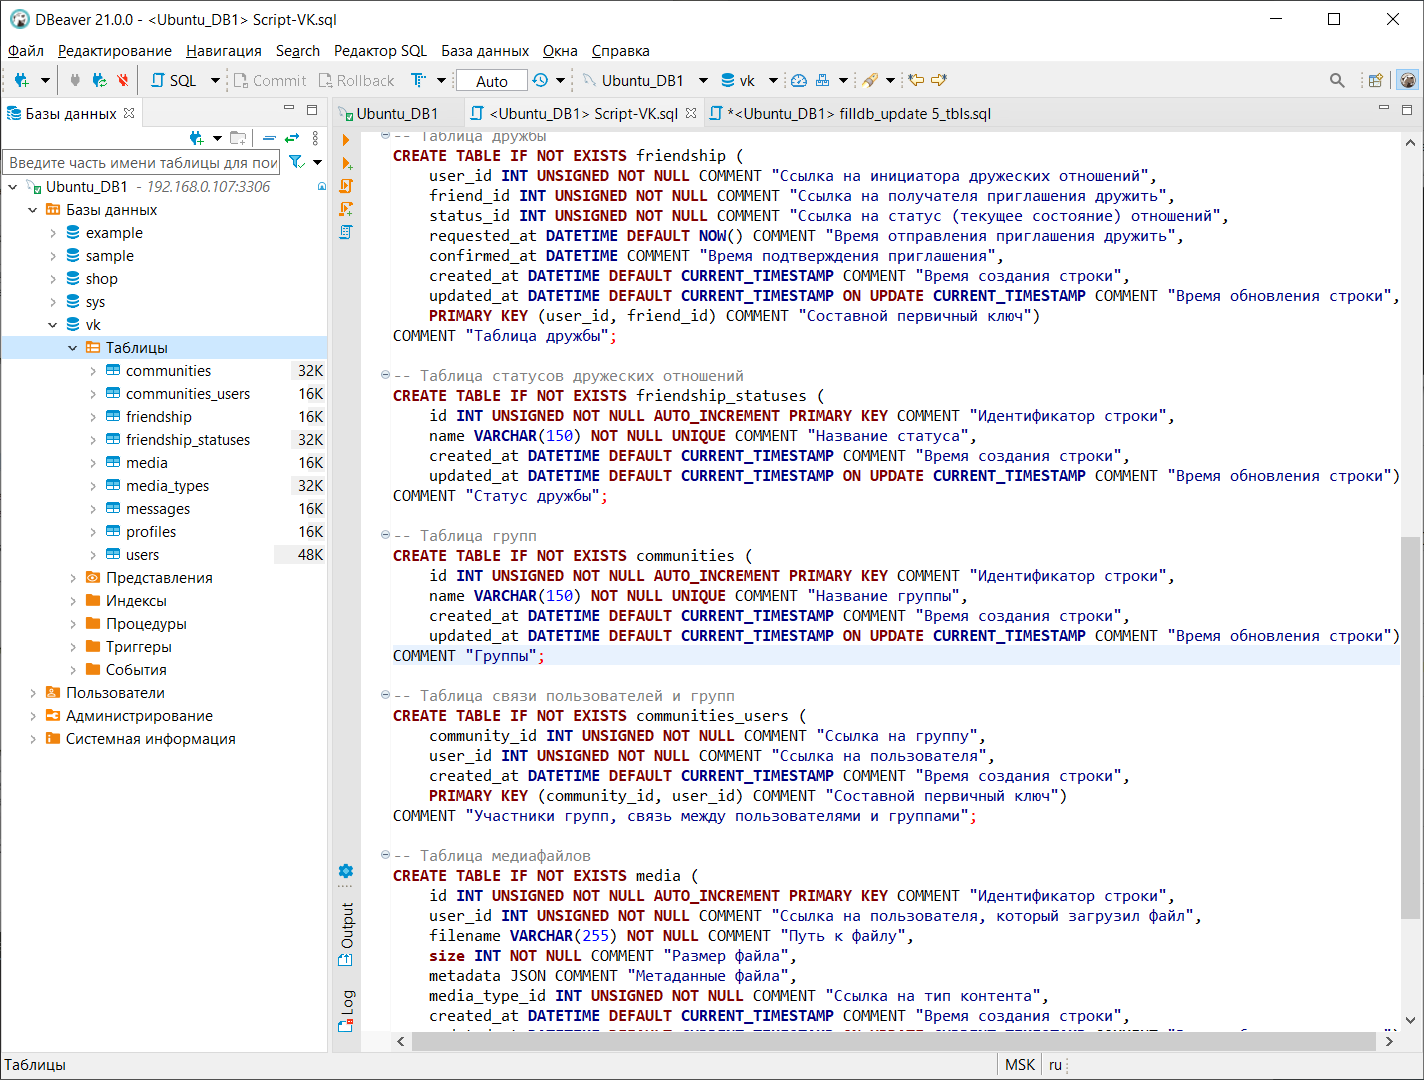 DBeaver 21.0.0 - <Ubuntu_DB1> Script-VK.sql
Файл Редактирование Навигация Search Редактор SQL База данных Окна Справка
SQL Commit Rollback Auto Ubuntu_DB1 vk
Базы данных
Введите часть имени таблицы для пои
Ubuntu_DB1 - 192.168.0.107:3306
Базы данных
example
sample
shop
sys
vk
Таблицы
communities 32K
communities_users 16K
friendship 16K
friendship_statuses 32K
media 16K
media_types 32K
messages 16K
profiles 16K
users 48K
Представления
Индексы
Процедуры
Триггеры
События
Пользователи
Администрирование
Системная информация
Ubuntu_DB1 <Ubuntu_DB1> Script-VK.sql *<Ubuntu_DB1> filldb_update 5_tbls.sql
-- Таблица дружбы
CREATE TABLE IF NOT EXISTS friendship (
user_id INT UNSIGNED NOT NULL COMMENT "Ссылка на инициатора дружеских отношений",
friend_id INT UNSIGNED NOT NULL COMMENT "Ссылка на получателя приглашения дружить",
status_id INT UNSIGNED NOT NULL COMMENT "Ссылка на статус (текущее состояние) отношений",
requested_at DATETIME DEFAULT NOW() COMMENT "Время отправления приглашения дружить",
confirmed_at DATETIME COMMENT "Время подтверждения приглашения",
created_at DATETIME DEFAULT CURRENT_TIMESTAMP COMMENT "Время создания строки",
updated_at DATETIME DEFAULT CURRENT_TIMESTAMP ON UPDATE CURRENT_TIMESTAMP COMMENT "Время обновления строки",
PRIMARY KEY (user_id, friend_id) COMMENT "Составной первичный ключ")
COMMENT "Таблица дружбы";
-- Таблица статусов дружеских отношений
CREATE TABLE IF NOT EXISTS friendship_statuses (
id INT UNSIGNED NOT NULL AUTO_INCREMENT PRIMARY KEY COMMENT "Идентификатор строки",
name VARCHAR(150) NOT NULL UNIQUE COMMENT "Название статуса",
created_at DATETIME DEFAULT CURRENT_TIMESTAMP COMMENT "Время создания строки",
updated_at DATETIME DEFAULT CURRENT_TIMESTAMP ON UPDATE CURRENT_TIMESTAMP COMMENT "Время обновления строки")
COMMENT "Статус дружбы";
-- Таблица групп
CREATE TABLE IF NOT EXISTS communities (
id INT UNSIGNED NOT NULL AUTO_INCREMENT PRIMARY KEY COMMENT "Идентификатор строки",
name VARCHAR(150) NOT NULL UNIQUE COMMENT "Название группы",
created_at DATETIME DEFAULT CURRENT_TIMESTAMP COMMENT "Время создания строки",
updated_at DATETIME DEFAULT CURRENT_TIMESTAMP ON UPDATE CURRENT_TIMESTAMP COMMENT "Время обновления строки")
COMMENT "Группы";
-- Таблица связи пользователей и групп
CREATE TABLE IF NOT EXISTS communities_users (
community_id INT UNSIGNED NOT NULL COMMENT "Ссылка на группу",
user_id INT UNSIGNED NOT NULL COMMENT "Ссылка на пользователя",
created_at DATETIME DEFAULT CURRENT_TIMESTAMP COMMENT "Время создания строки",
PRIMARY KEY (community_id, user_id) COMMENT "Составной первичный ключ")
COMMENT "Участники групп, связь между пользователями и группами";
-- Таблица медиафайлов
CREATE TABLE IF NOT EXISTS media (
id INT UNSIGNED NOT NULL AUTO_INCREMENT PRIMARY KEY COMMENT "Идентификатор строки",
user_id INT UNSIGNED NOT NULL COMMENT "Ссылка на пользователя, который загрузил файл",
filename VARCHAR(255) NOT NULL COMMENT "Путь к файлу",
size INT NOT NULL COMMENT "Размер файла",
metadata JSON COMMENT "Метаданные файла",
media_type_id INT UNSIGNED NOT NULL COMMENT "Ссылка на тип контента",
created_at DATETIME DEFAULT CURRENT_TIMESTAMP COMMENT "Время создания строки",
Output
Log
Таблицы
MSK ru